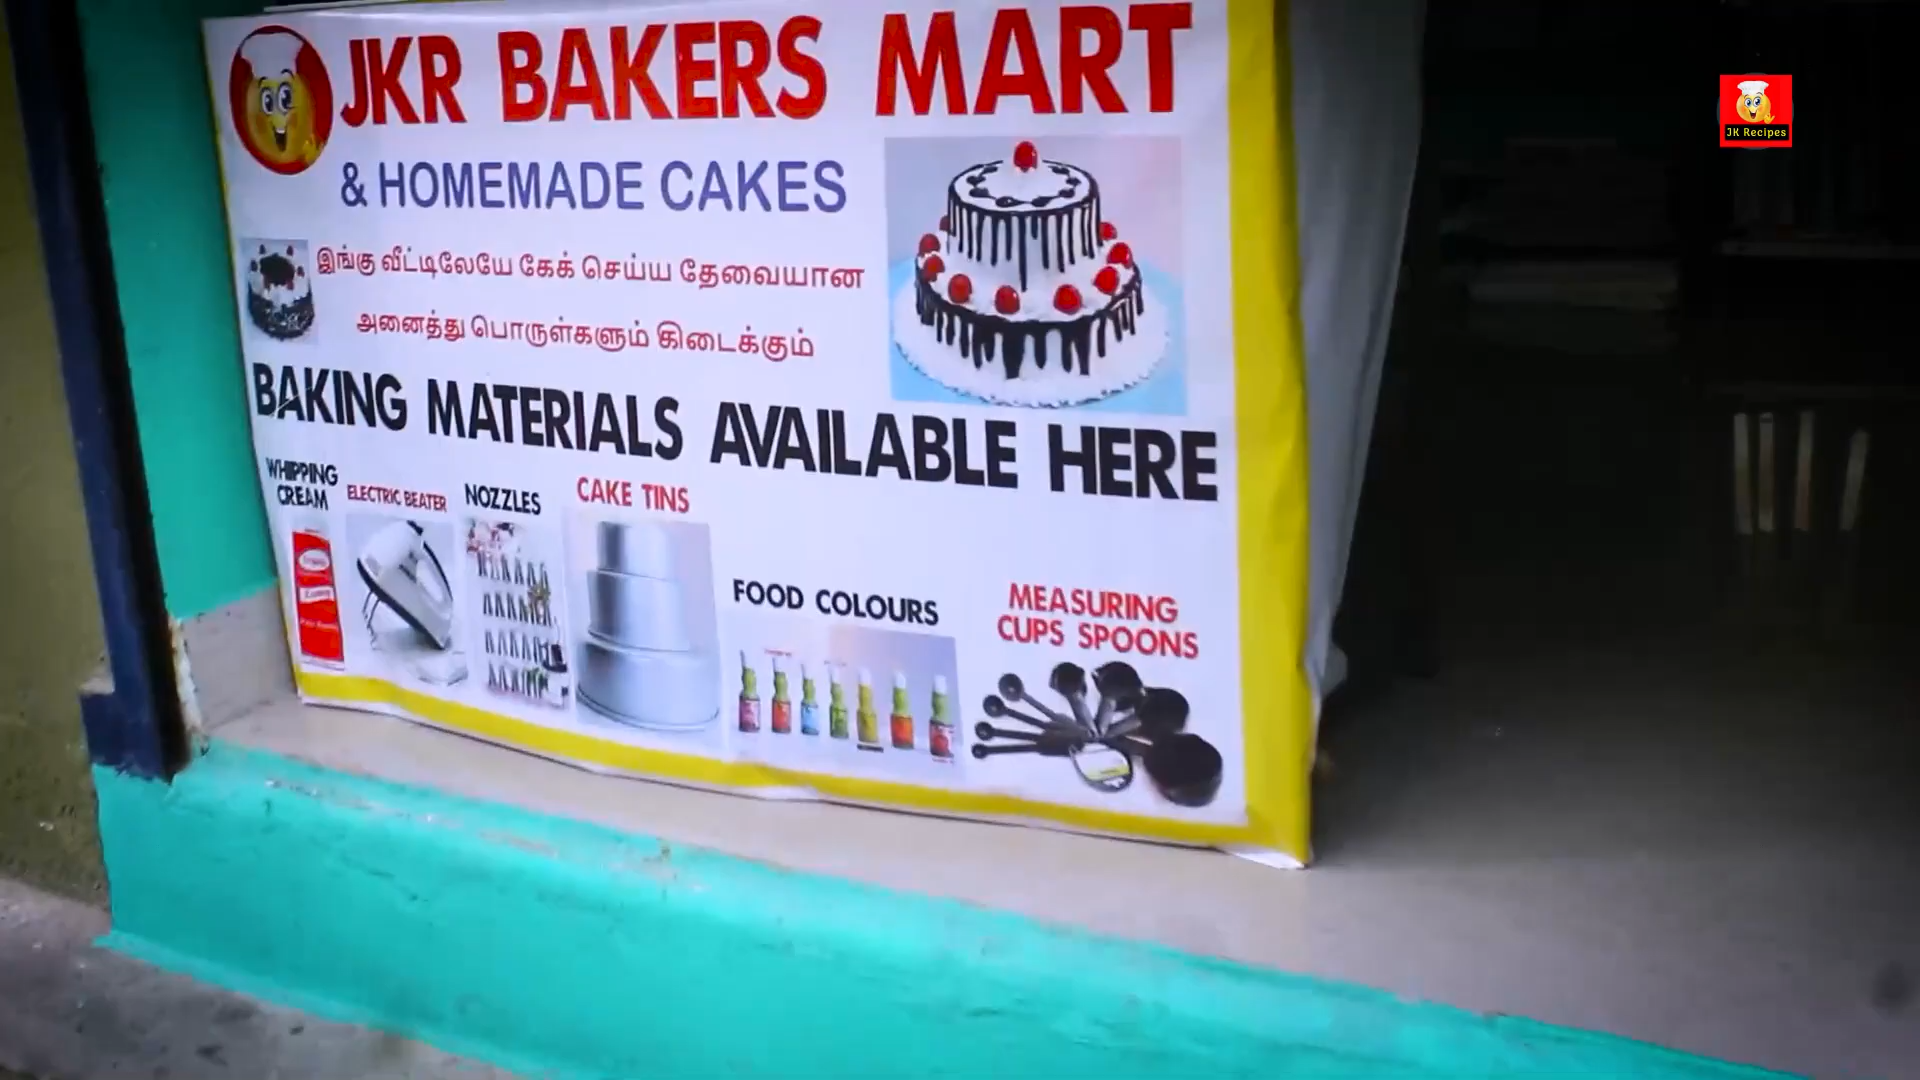 JKR BAKERS MART
& HOMEMADE CAKES
இங்கு வீட்டிலேயே கேக் செய்ய தேவையான
அனைத்து பொருள்களும் கிடைக்கும்
BAKING MATERIALS AVAILABLE HERE
WHIPPING
CREAM
ELECTRIC BEATER
NOZZLES
CAKE TINS
FOOD COLOURS
MEASURING
CUPS SPOONS
JK Recipes